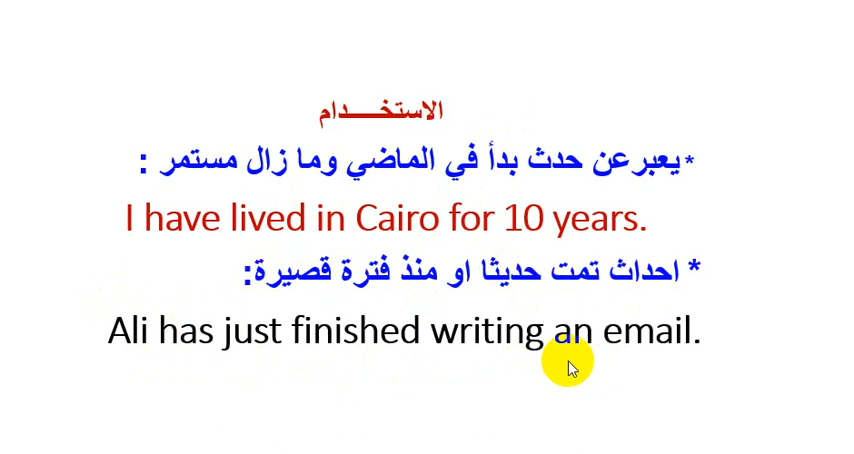 الاستخـــــدام
*يعبرعن حدث بدأ في الماضي وما زال مستمر :
I have lived in Cairo for 10 years.
* احداث تمت حديثا او منذ فترة قصيرة:
Ali has just finished writing an email.